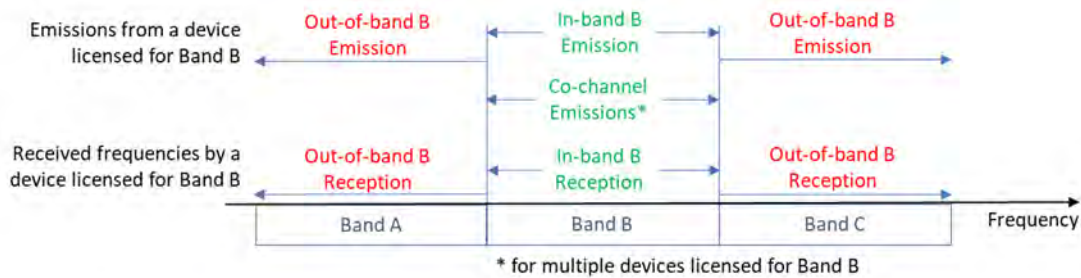 Emissions from a device
licensed for Band B
Out-of-band B
Emission
In-band B
Emission
Out-of-band B
Emission
Co-channel
Emissions*
Received frequencies by a
device licensed for Band B
Out-of-band B
Reception
In-band B
Reception
Out-of-band B
Reception
Band A
Band B
Band C
Frequency
* for multiple devices licensed for Band B